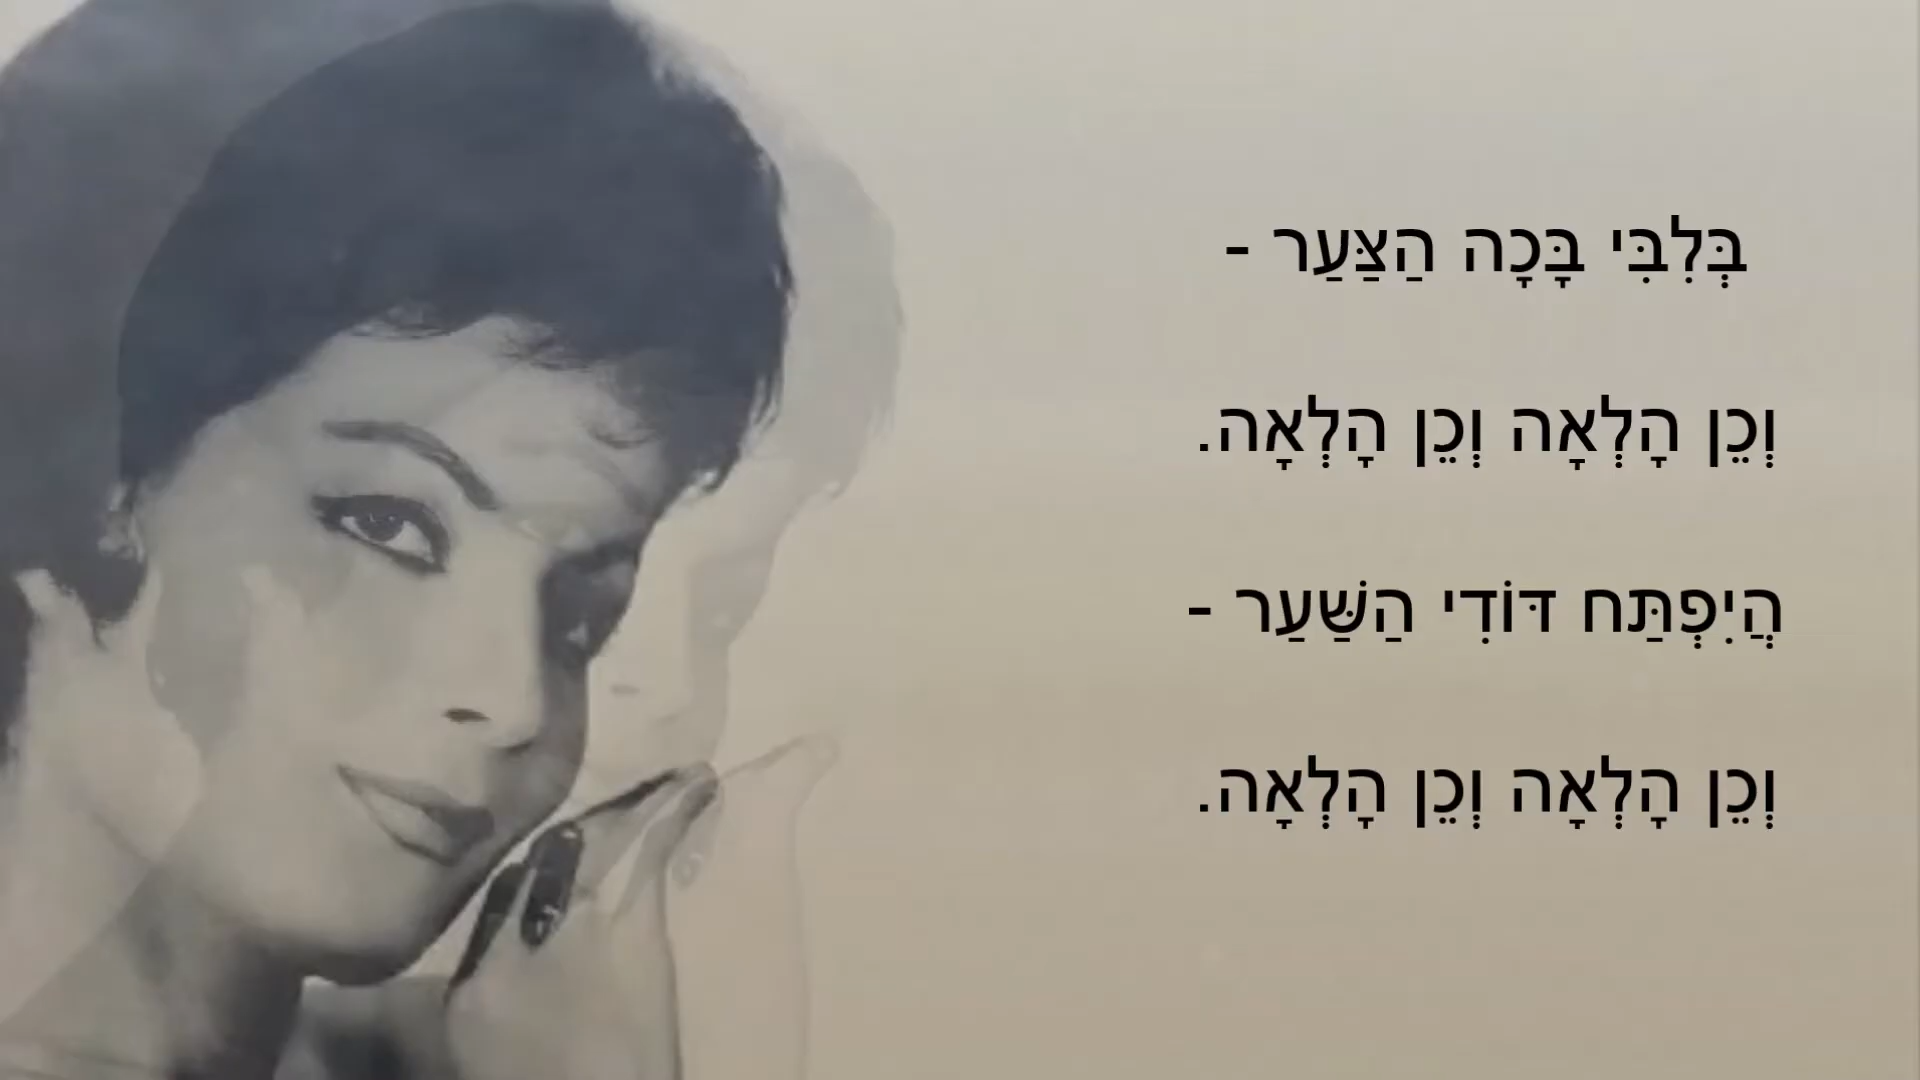 בְּלִבִּי בָּכָה הַצַּעַר -
וְכֵן הָלְאָה וְכֵן הָלְאָה.
הֲיִפְתַּח דּוֹדִי הַשַּׁעַר -
וְכֵן הָלְאָה וְכֵן הָלְאָה.